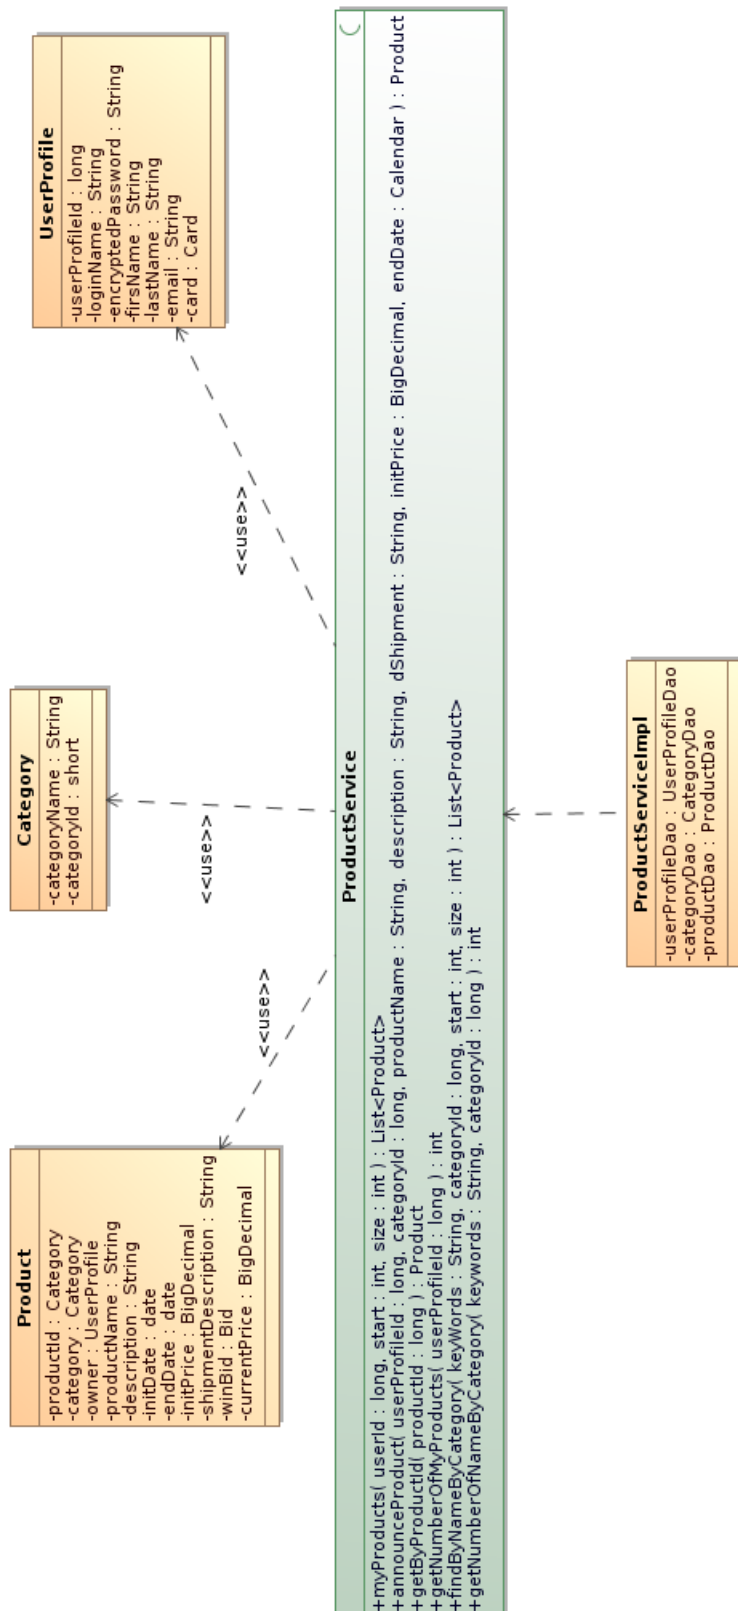 Product
-productId : Category
-category : Category
-owner : UserProfile
-productName : String
-description : String
-initDate : date
-endDate : date
-initPrice : BigDecimal
-shipmentDescription : String
-winBid : Bid
-currentPrice : BigDecimal
<<use>>
Category
-categoryName : String
-categoryId : short
<<use>>
UserProfile
-userProfileId : long
-loginName : String
-encryptedPassword : String
-firsName : String
-lastName : String
-email : String
-card : Card
<<use>>
ProductService
+myProducts( userId : long, start : int, size : int ) : List<Product>
+announceProduct( userProfileId : long, categoryId : long, productName : String, description : String, dShipment : String, initPrice : BigDecimal, endDate : Calendar ) : Product
+getByProductId( productId : long ) : Product
+getNumberOfMyProducts( userProfileId : long ) : int
+findByNameByCategory( keyWords : String, categoryId : long, start : int, size : int ) : List<Product>
+getNumberOfNameByCategory( keywords : String, categoryId : long ) : int
ProductServiceImpl
-userProfileDao : UserProfileDao
-categoryDao : CategoryDao
-productDao : ProductDao